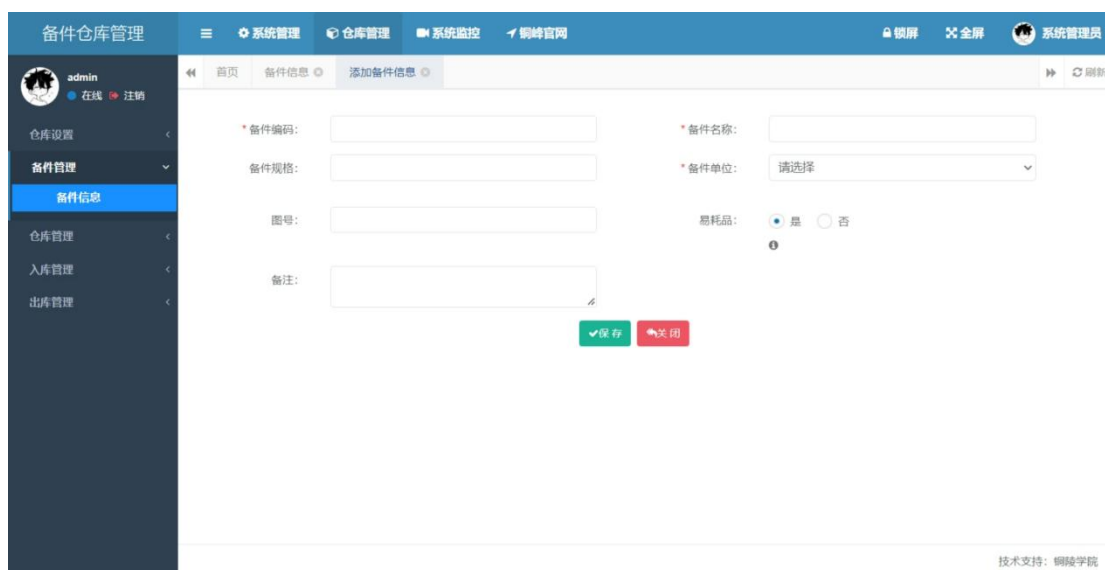 备件仓库管理 系统管理 仓库管理 系统监控 铜峰官网 锁屏 全屏 系统管理员
admin
在线 注销
首页 备件信息 添加备件信息 刷新
仓库设置
备件管理
备件信息
仓库管理
入库管理
出库管理
*备件编码: *备件名称:
备件规格: *备件单位: 请选择
图号: 易耗品: 是 否
备注:
保存 关闭
技术支持：铜陵学院